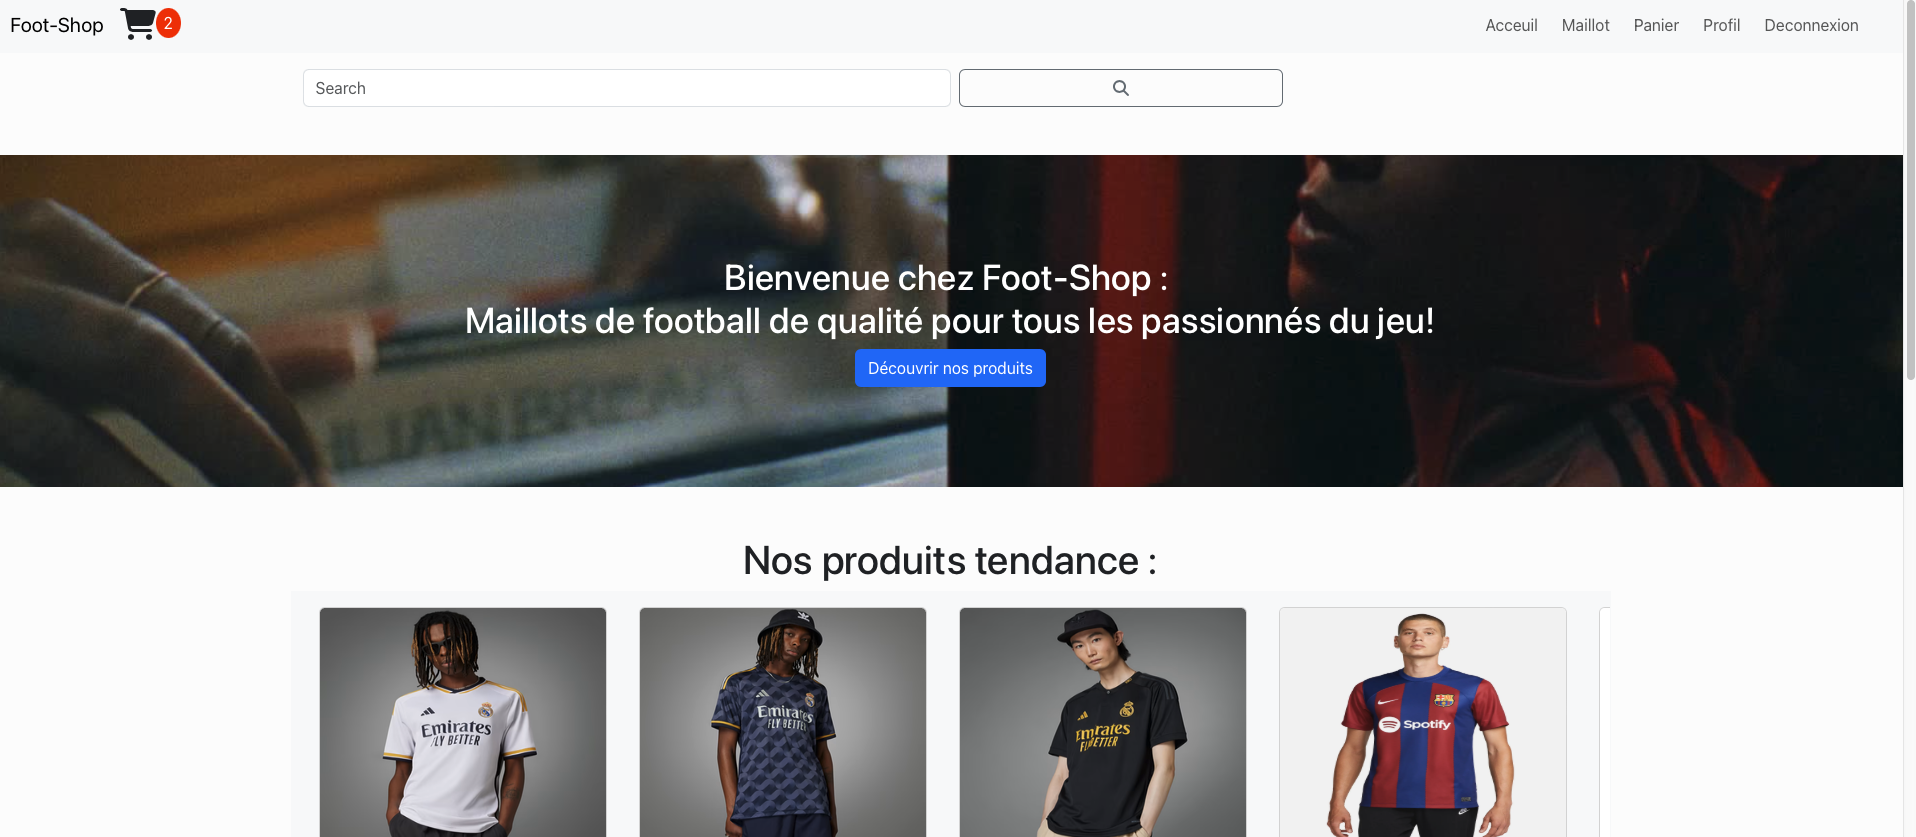 Foot-Shop
2
Acceuil
Maillot
Panier
Profil
Deconnexion
Search
Bienvenue chez Foot-Shop :
Maillots de football de qualité pour tous les passionnés du jeu!
Découvrir nos produits
Nos produits tendance :
Emirates
FLY BETTER
Emirates
FLY BETTER
Emirates
FLY BETTER
Spotify